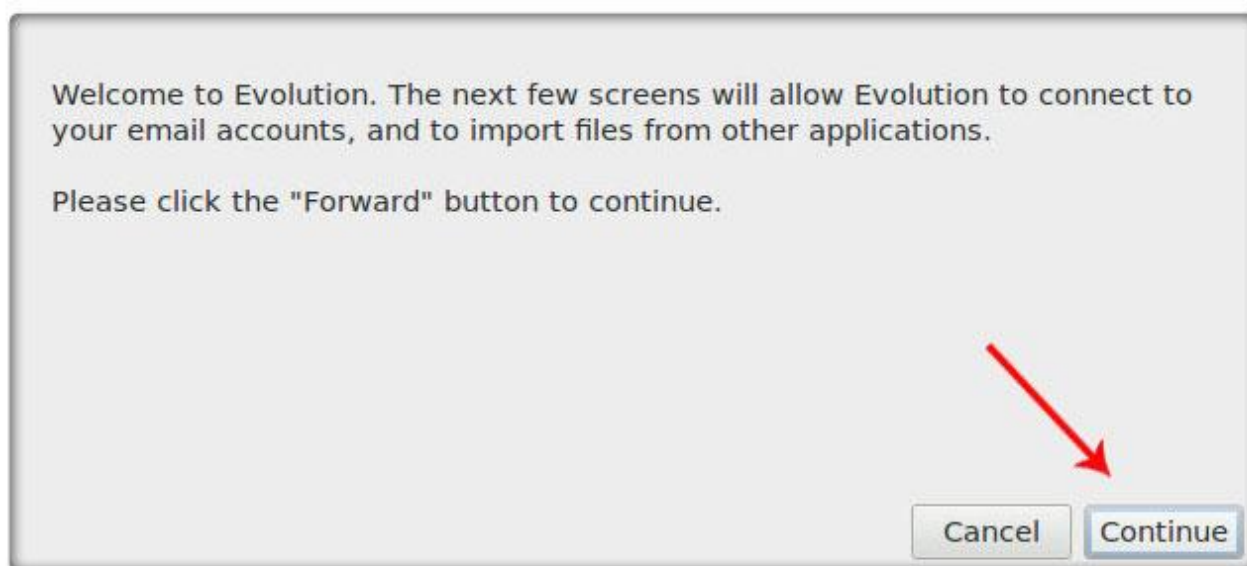 Welcome to Evolution. The next few screens will allow Evolution to connect to
your email accounts, and to import files from other applications.
Please click the "Forward" button to continue.
Cancel Continue